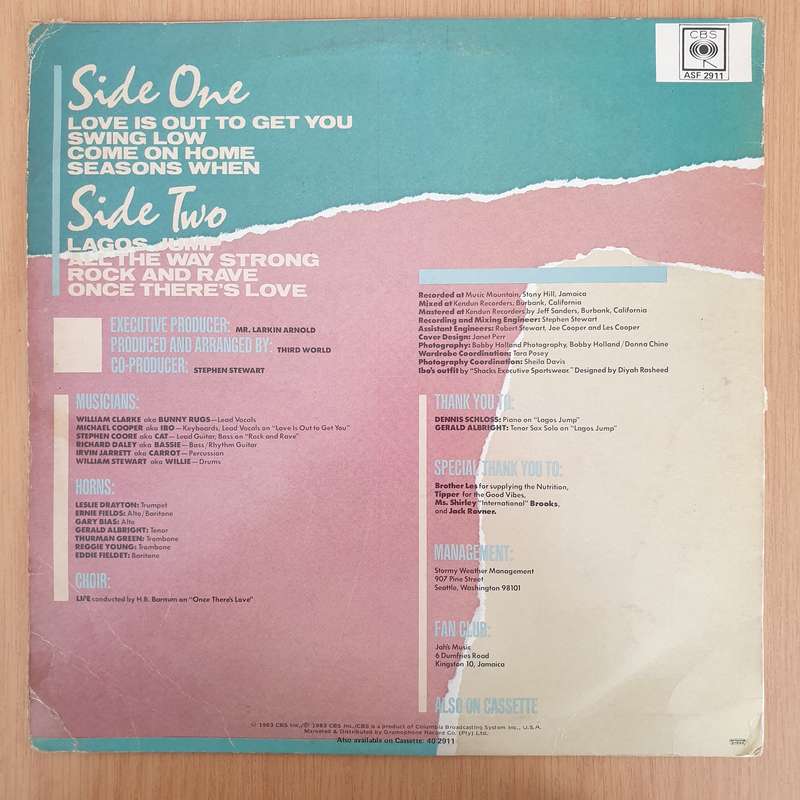 CBS
ASF 2911
Side One
LOVE IS OUT TO GET YOU
SWING LOW
COME ON HOME
SEASONS WHEN
Side Two
LAGOS JUMP
ALL THE WAY STRONG
ROCK AND RAVE
ONCE THERE'S LOVE
EXECUTIVE PRODUCER: MR. LARKIN ARNOLD
PRODUCED AND ARRANGED BY: THIRD WORLD
CO-PRODUCER: STEPHEN STEWART
MUSICIANS:
WILLIAM CLARKE aka BUNNY RUGS—Lead Vocals
MICHAEL COOPER aka IBO—Keyboards, Lead Vocals on "Love Is Out to Get You"
STEPHEN COORE aka CAT—Lead Guitar, Bass on "Rock and Rave"
RICHARD DALEY aka BASSIE—Bass/Rhythm Guitar
IRVIN JARRETT aka CARROT—Percussion
WILLIAM STEWART aka WILLIE—Drums
HORNS:
LESLIE DRAYTON: Trumpet
ERNIE FIELDS: Alto/Baritone
GARY BIAS: Alto
GERALD ALBRIGHT: Tenor
THURMAN GREEN: Trombone
REGGIE YOUNG: Trombone
EDDIE FIELDET: Baritone
CHOIR:
LIFE conducted by H.B. Barnum on "Once There's Love"
Recorded at Music Mountain, Stony Hill, Jamaica
Mixed at Kendun Recorders, Burbank, California
Mastered at Kendun Recorders by Jeff Sanders, Burbank, California
Recording and Mixing Engineer: Stephen Stewart
Assistant Engineers: Robert Stewart, Joe Cooper and Les Cooper
Cover Design: Janet Perr
Photography: Bobby Holland Photography, Bobby Holland/Donna Chine
Wardrobe Coordination: Tara Posey
Photography Coordination: Sheila Davis
Ibo's outfit by "Shacks Executive Sportswear." Designed by Diyah Rasheed
THANK YOU TO:
DENNIS SCHLOSS: Piano on "Lagos Jump"
GERALD ALBRIGHT: Tenor Sax Solo on "Lagos Jump"
SPECIAL THANK YOU TO:
Brother Les for supplying the Nutrition,
Tipper for the Good Vibes,
Ms. Shirley "International" Brooks,
and Jack Rovner.
MANAGEMENT:
Stormy Weather Management
907 Pine Street
Seattle, Washington 98101
FAN CLUB:
Jah's Music
6 Dumfries Road
Kingston 10, Jamaica
ALSO ON CASSETTE
© 1983 CBS Inc./℗ 1983 CBS Inc./CBS is a product of Columbia Broadcasting System Inc., U.S.A.
Marketed & Distributed by Gramophone Record Co. (Pty) Ltd.
Also available on Cassette: 40 2911